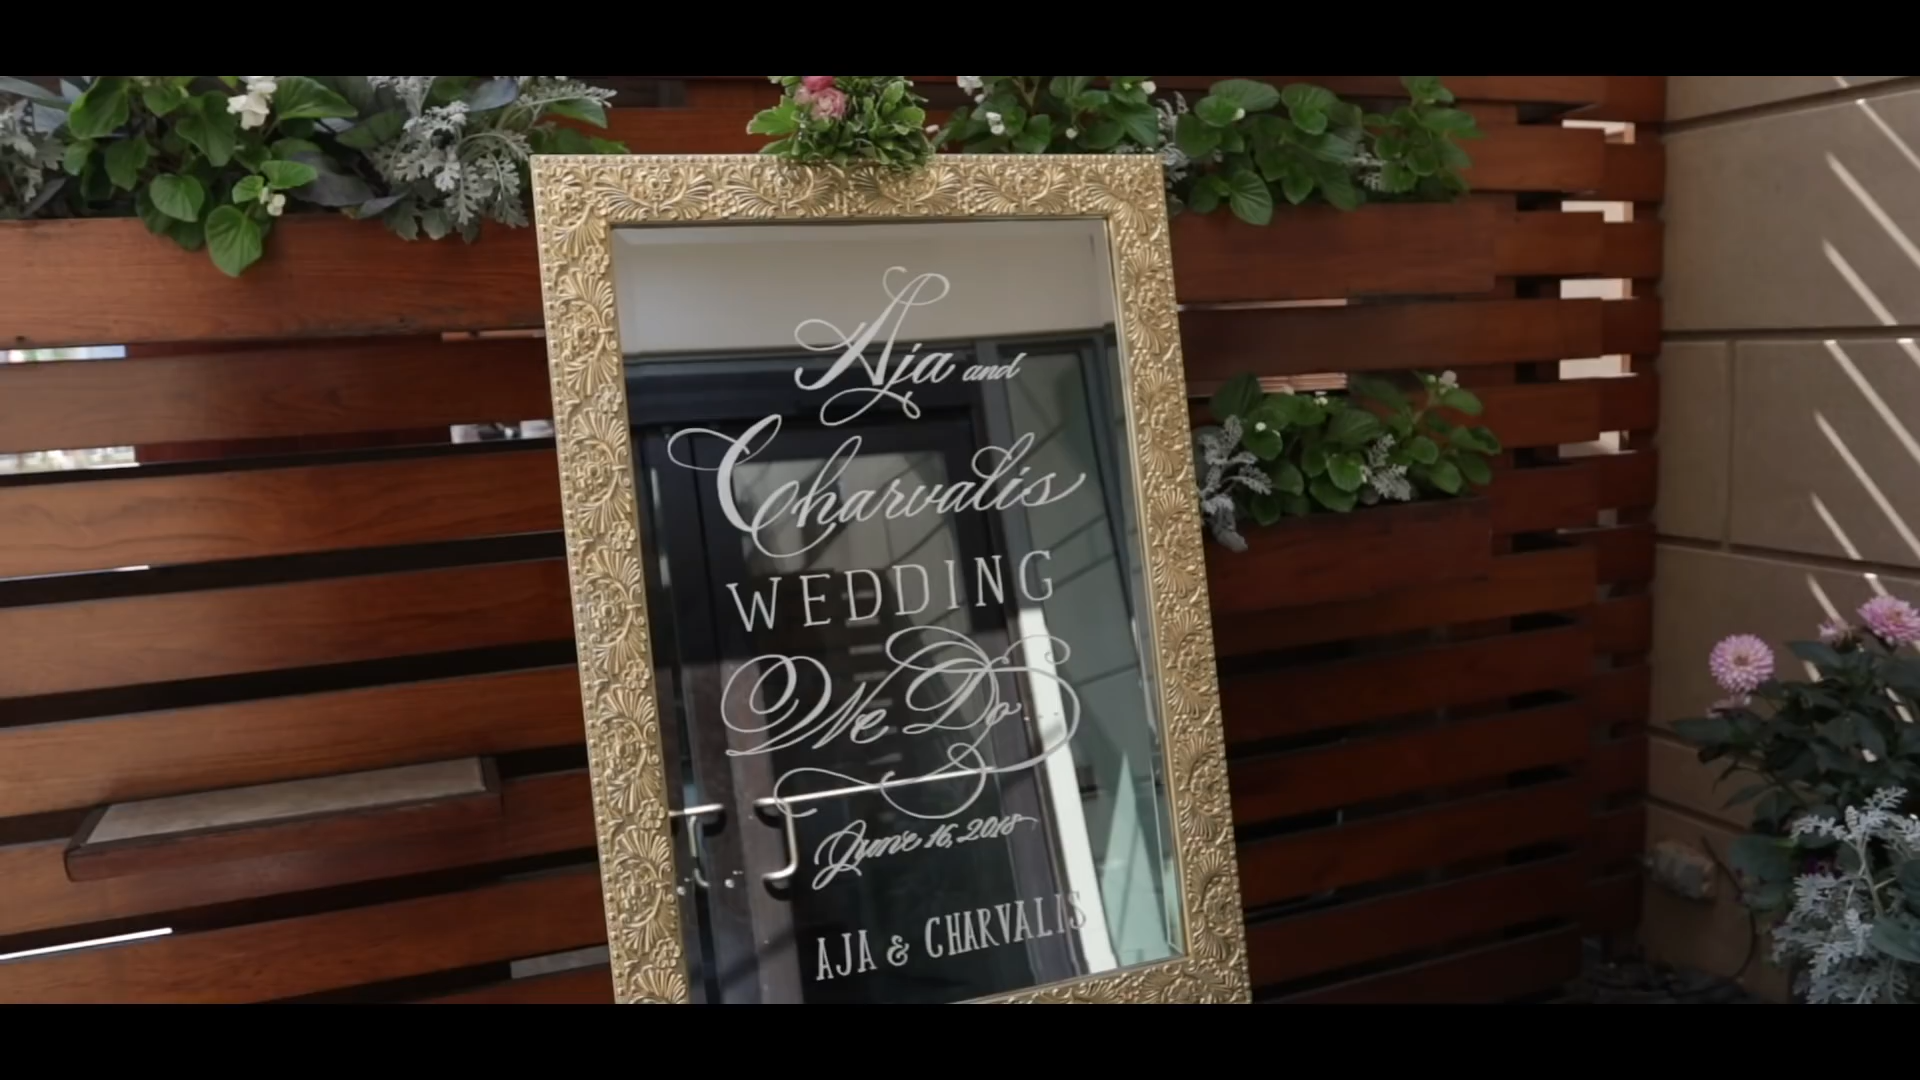 Aja and
Charvalis
WEDDING
We Do
June 16, 2018
AJA & CHARVALIS